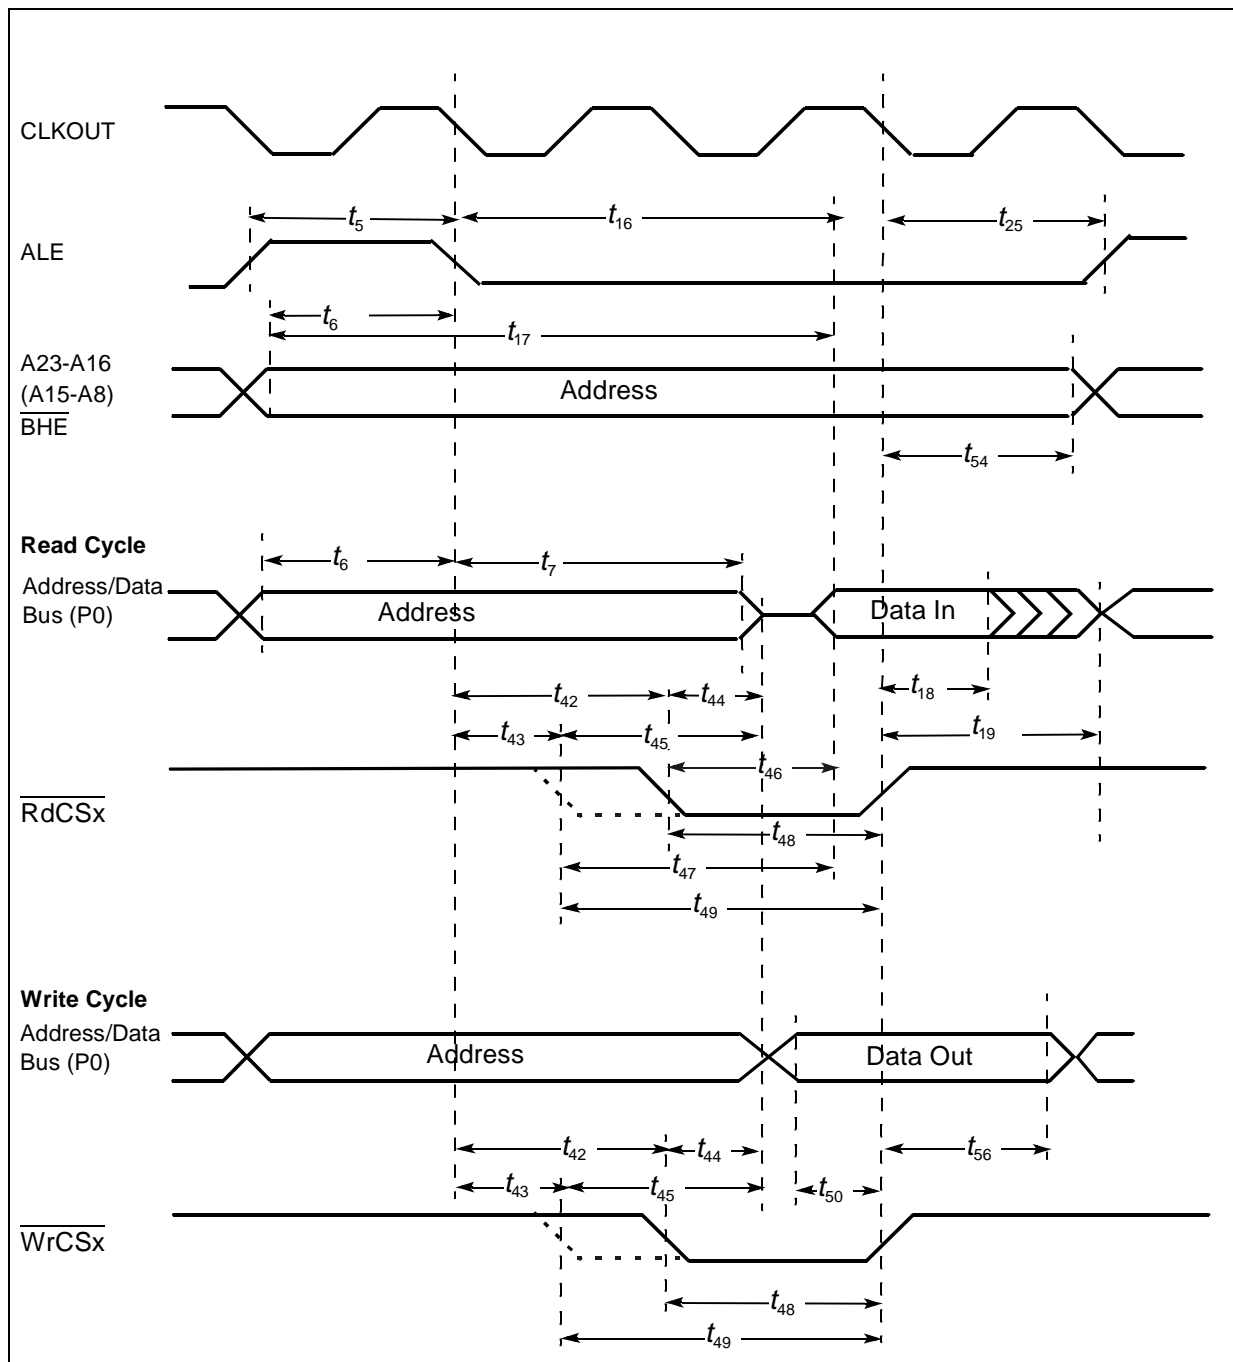 CLKOUT
t5 t16 t25
ALE
t6 t17
A23-A16
(A15-A8)
BHE
Address
t54
Read Cycle
t6 t7
Address/Data
Bus (P0)
Address Data In
t42 t44 t18
t43 t45 t19
t46
RdCSx
t48
t47
t49
Write Cycle
Address/Data
Bus (P0)
Address Data Out
t42 t44 t56
t43 t45 t50
WrCSx
t48
t49